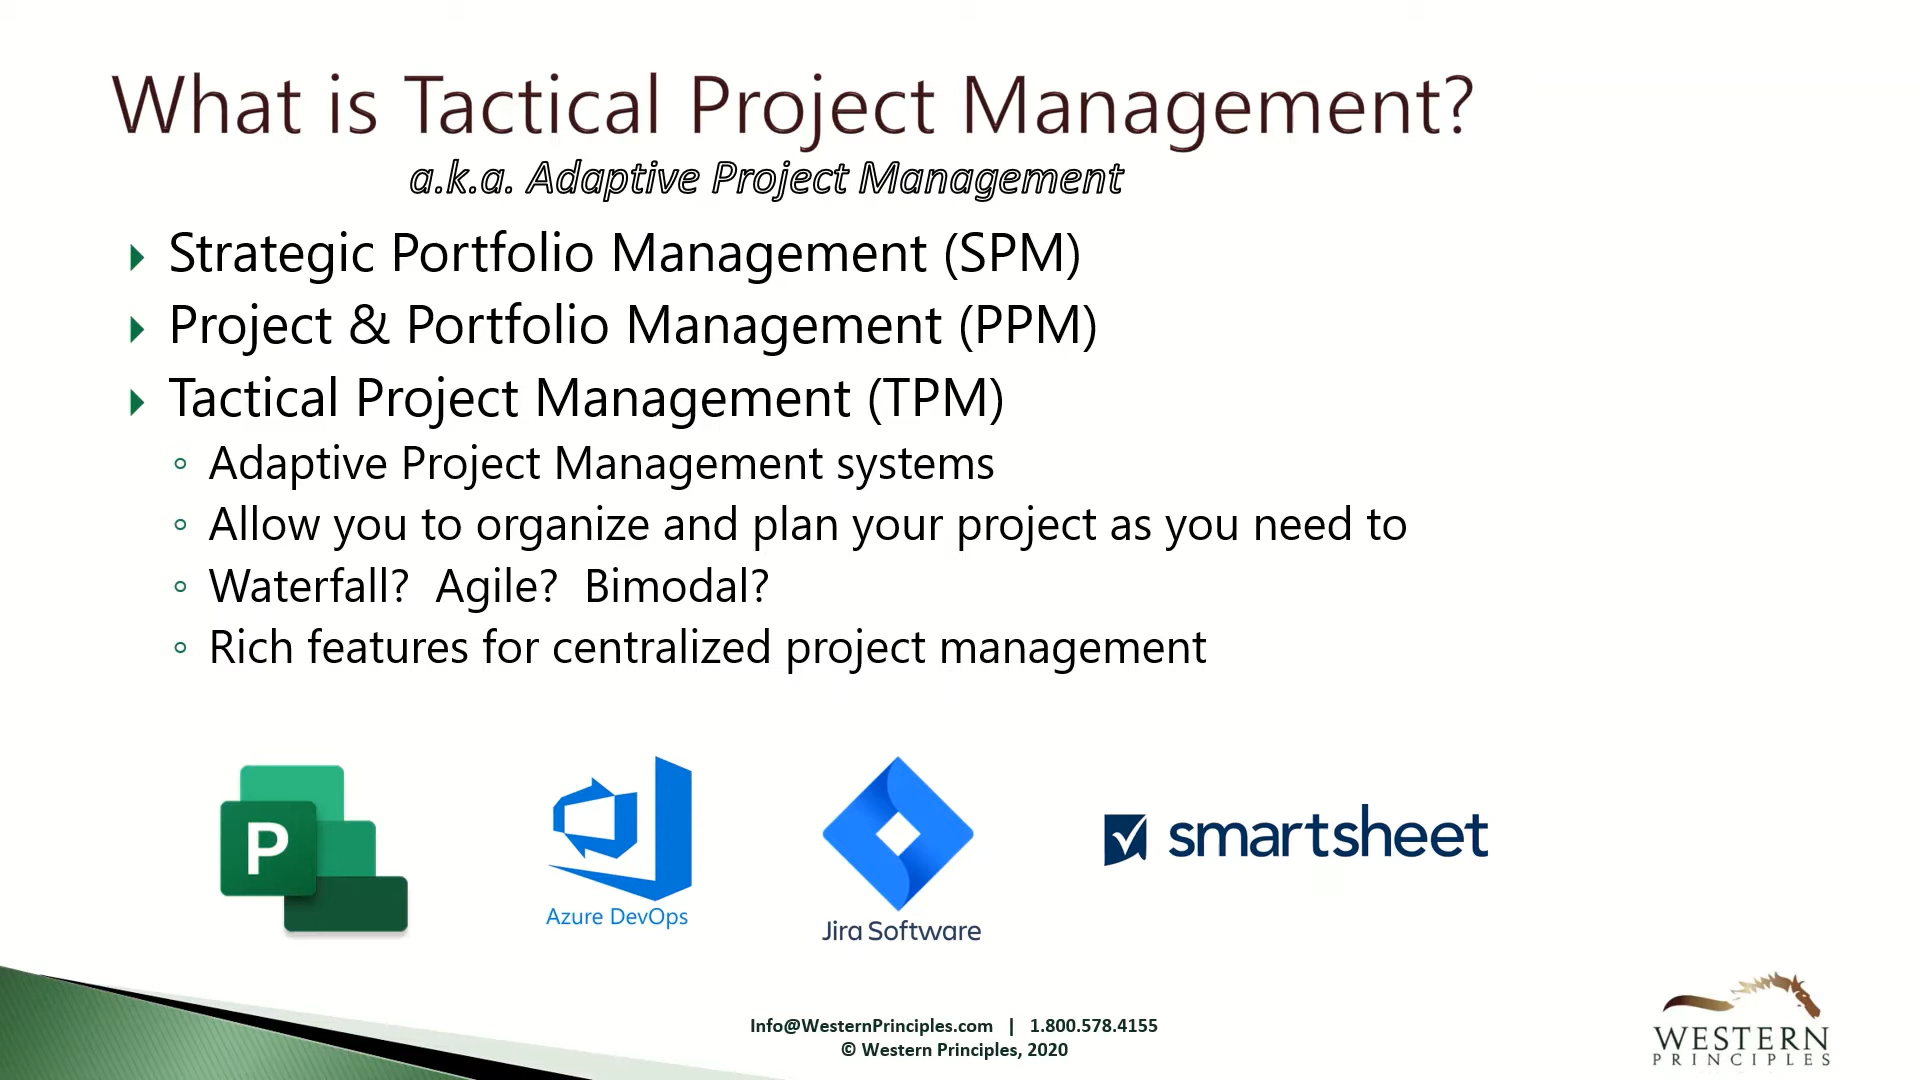 What is Tactical Project Management?
a.k.a. Adaptive Project Management
Strategic Portfolio Management (SPM)
Project & Portfolio Management (PPM)
Tactical Project Management (TPM)
Adaptive Project Management systems
Allow you to organize and plan your project as you need to
Waterfall?  Agile?  Bimodal?
Rich features for centralized project management
P
Azure DevOps
Jira Software
smartsheet
Info@WesternPrinciples.com | 1.800.578.4155
© Western Principles, 2020
WESTERN
PRINCIPLES